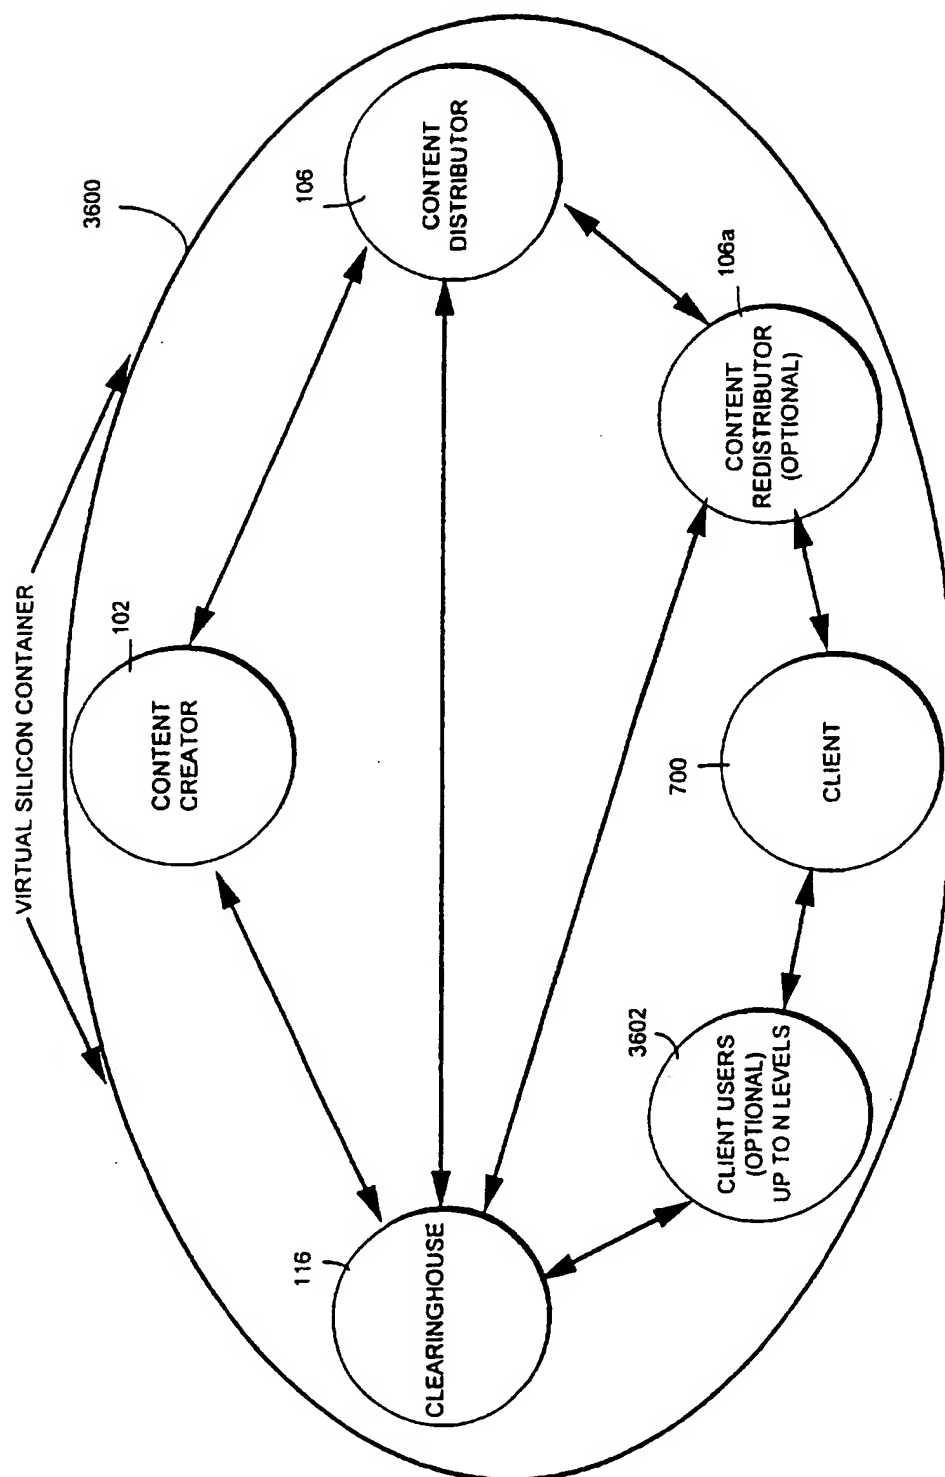 VIRTUAL SILICON CONTAINER
3600
102
CONTENT
CREATOR
106
CONTENT
DISTRIBUTOR
116
CLEARINGHOUSE
106a
CONTENT
REDISTRIBUTOR
(OPTIONAL)
3602
CLIENT USERS
(OPTIONAL)
UP TO N LEVELS
700
CLIENT